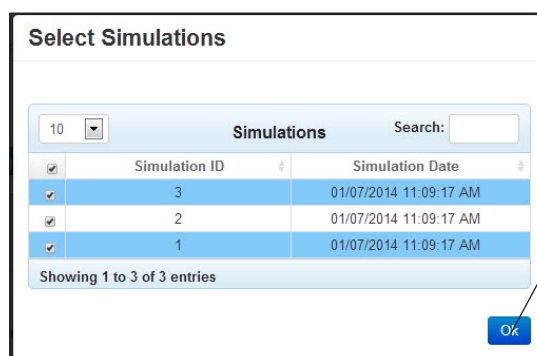 Select Simulations
10 Simulations Search:
Simulation ID Simulation Date
3 01/07/2014 11:09:17 AM
2 01/07/2014 11:09:17 AM
1 01/07/2014 11:09:17 AM
Showing 1 to 3 of 3 entries
Ok